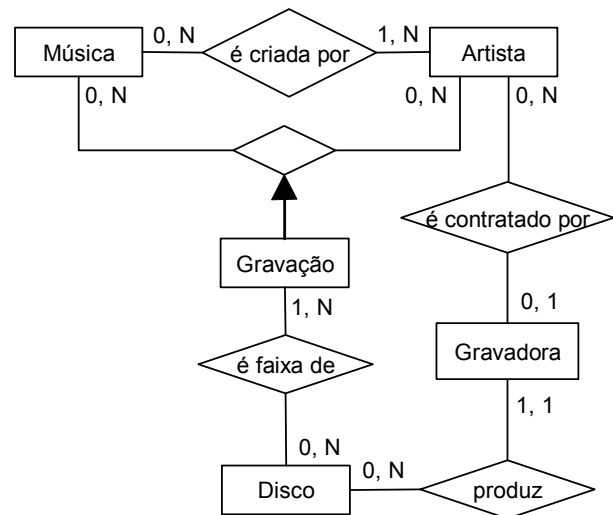 Música
0, N
é criada por
1, N
Artista
0, N
0, N
0, N
é contratado por
Gravação
1, N
0, 1
é faixa de
Gravadora
1, 1
0, N
0, N
Disco
produz